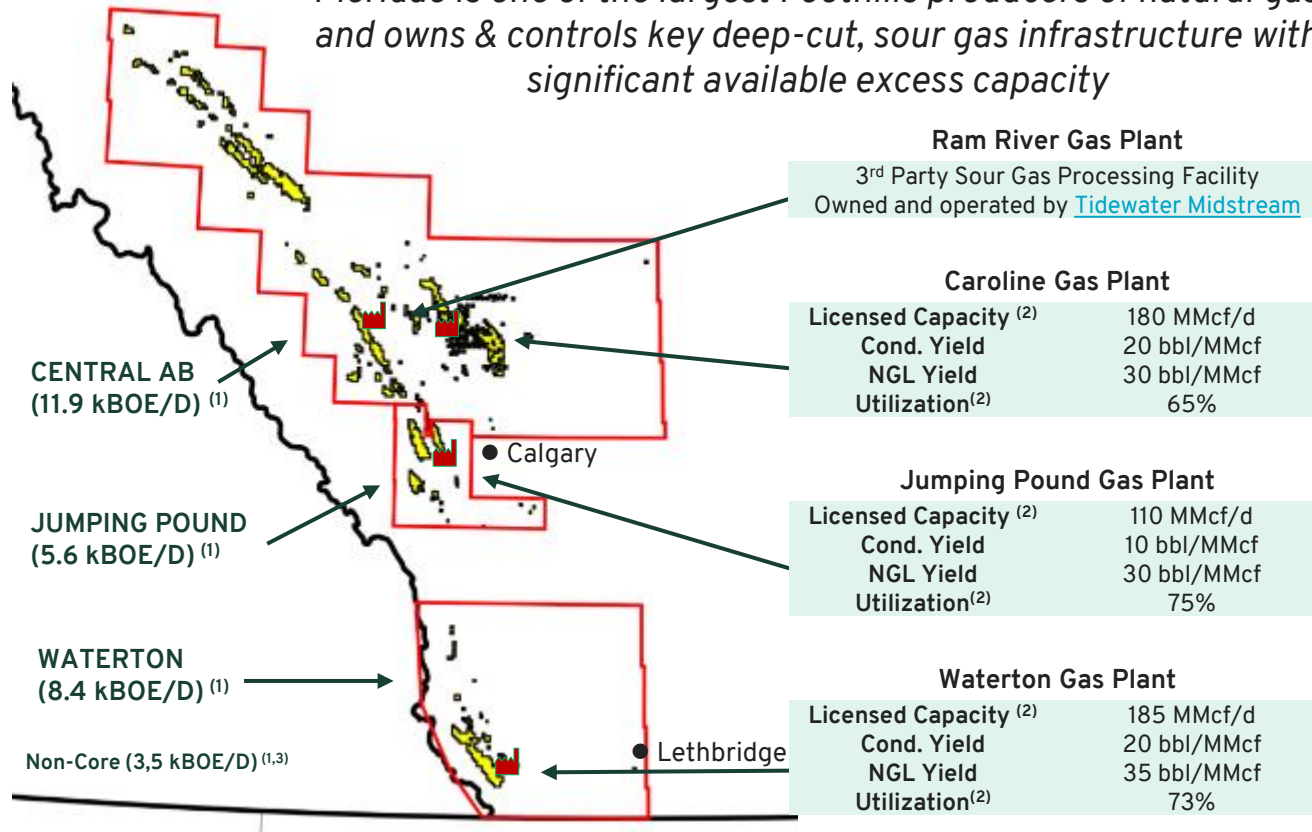 and owns & controls key deep-cut, sour gas infrastructure with
significant available excess capacity
Ram River Gas Plant
3rd Party Sour Gas Processing Facility
Owned and operated by Tidewater Midstream
Caroline Gas Plant
Licensed Capacity (2) 180 MMcf/d
Cond. Yield 20 bbl/MMcf
NGL Yield 30 bbl/MMcf
Utilization(2) 65%
CENTRAL AB
(11.9 kBOE/D) (1)
Calgary
Jumping Pound Gas Plant
Licensed Capacity (2) 110 MMcf/d
Cond. Yield 10 bbl/MMcf
NGL Yield 30 bbl/MMcf
Utilization(2) 75%
JUMPING POUND
(5.6 kBOE/D) (1)
WATERTON
(8.4 kBOE/D) (1)
Non-Core (3,5 kBOE/D) (1,3)
Lethbridge
Waterton Gas Plant
Licensed Capacity (2) 185 MMcf/d
Cond. Yield 20 bbl/MMcf
NGL Yield 35 bbl/MMcf
Utilization(2) 73%